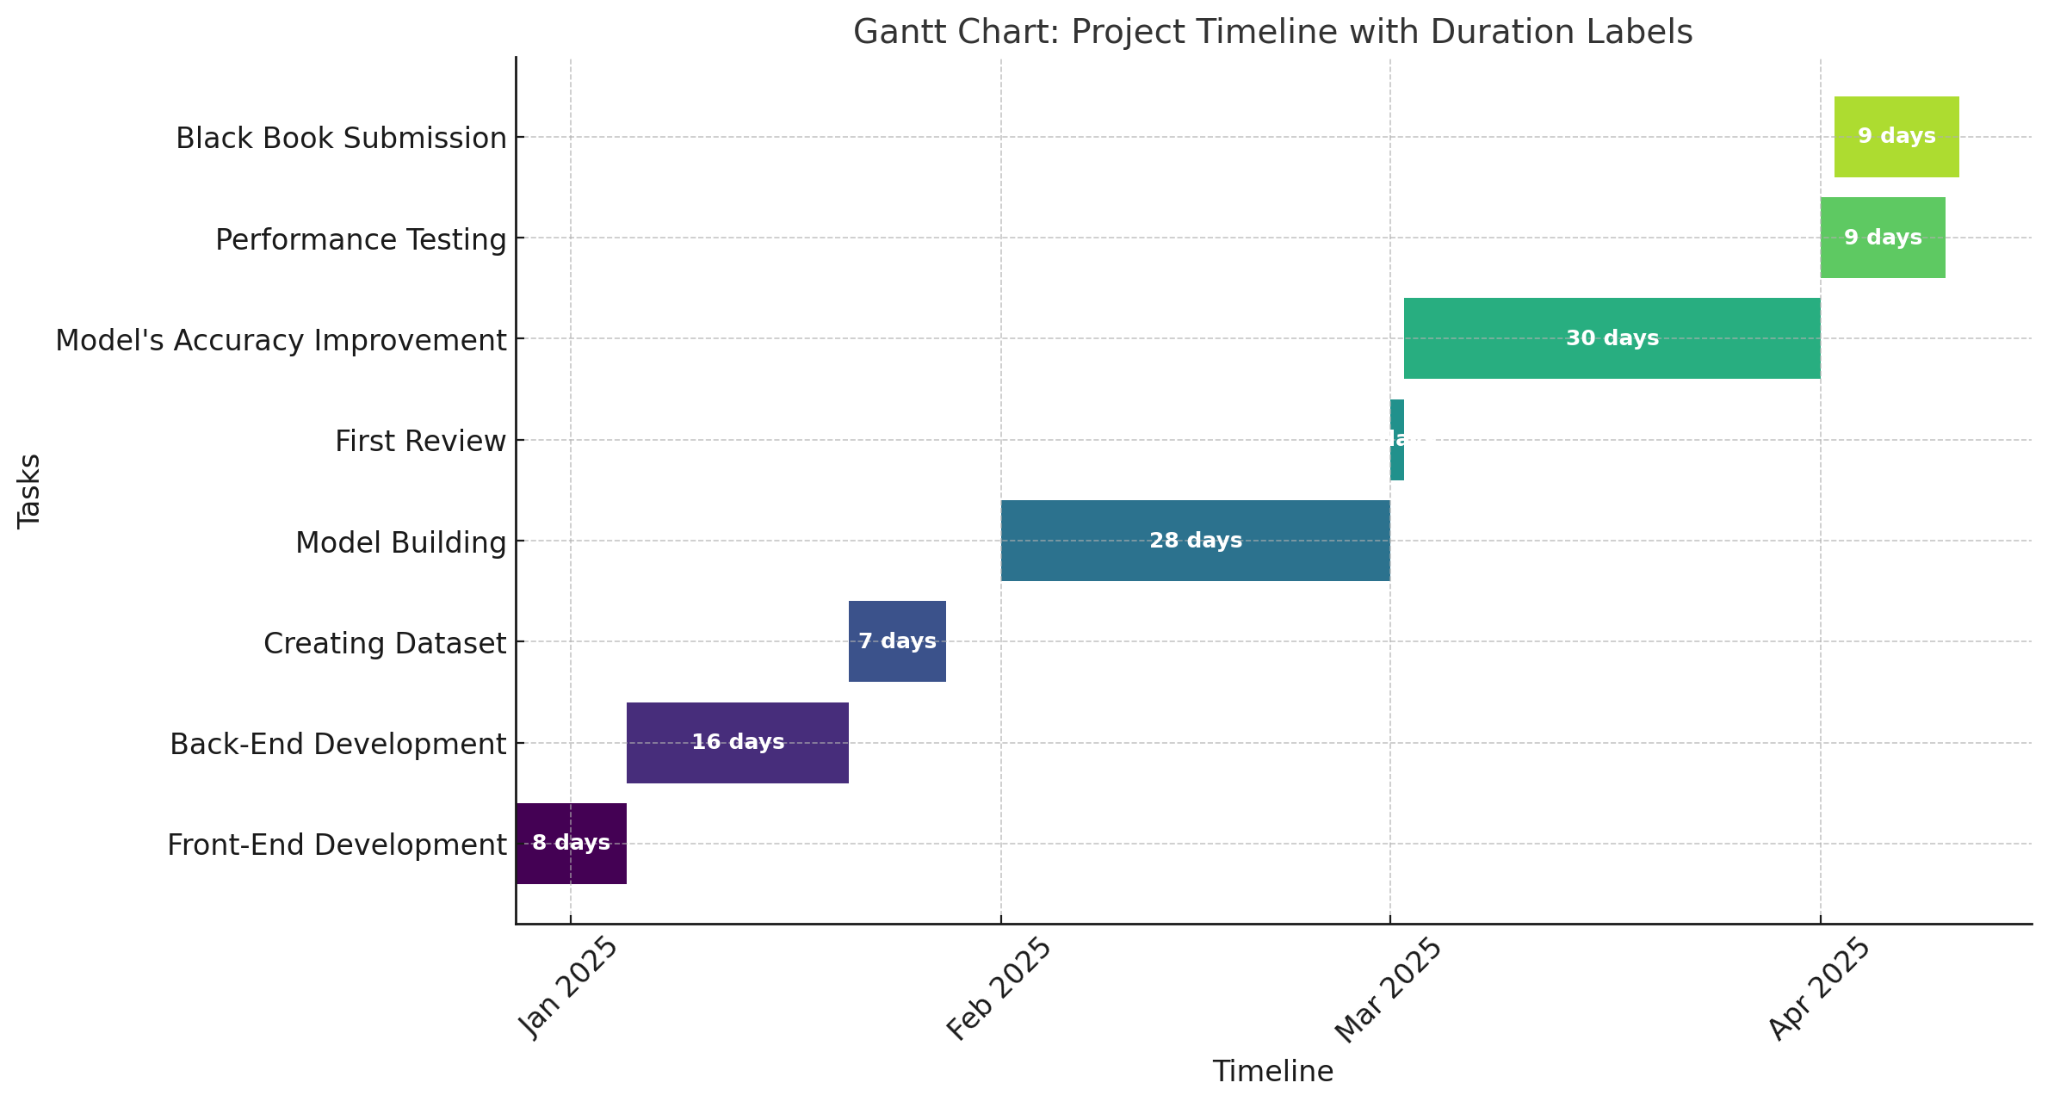 Gantt Chart: Project Timeline with Duration Labels
Black Book Submission
9 days
Performance Testing
9 days
Model's Accuracy Improvement
30 days
First Review
Model Building
28 days
Creating Dataset
7 days
Back-End Development
16 days
Front-End Development
8 days
Tasks
Jan 2025
Feb 2025
Mar 2025
Apr 2025
Timeline